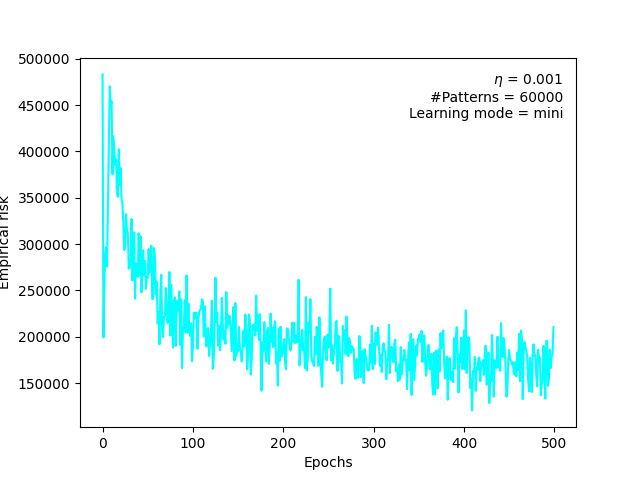 500000
450000
400000
350000
300000
250000
200000
150000
Empirical risk
η = 0.001
#Patterns = 60000
Learning mode = mini
0 100 200 300 400 500
Epochs